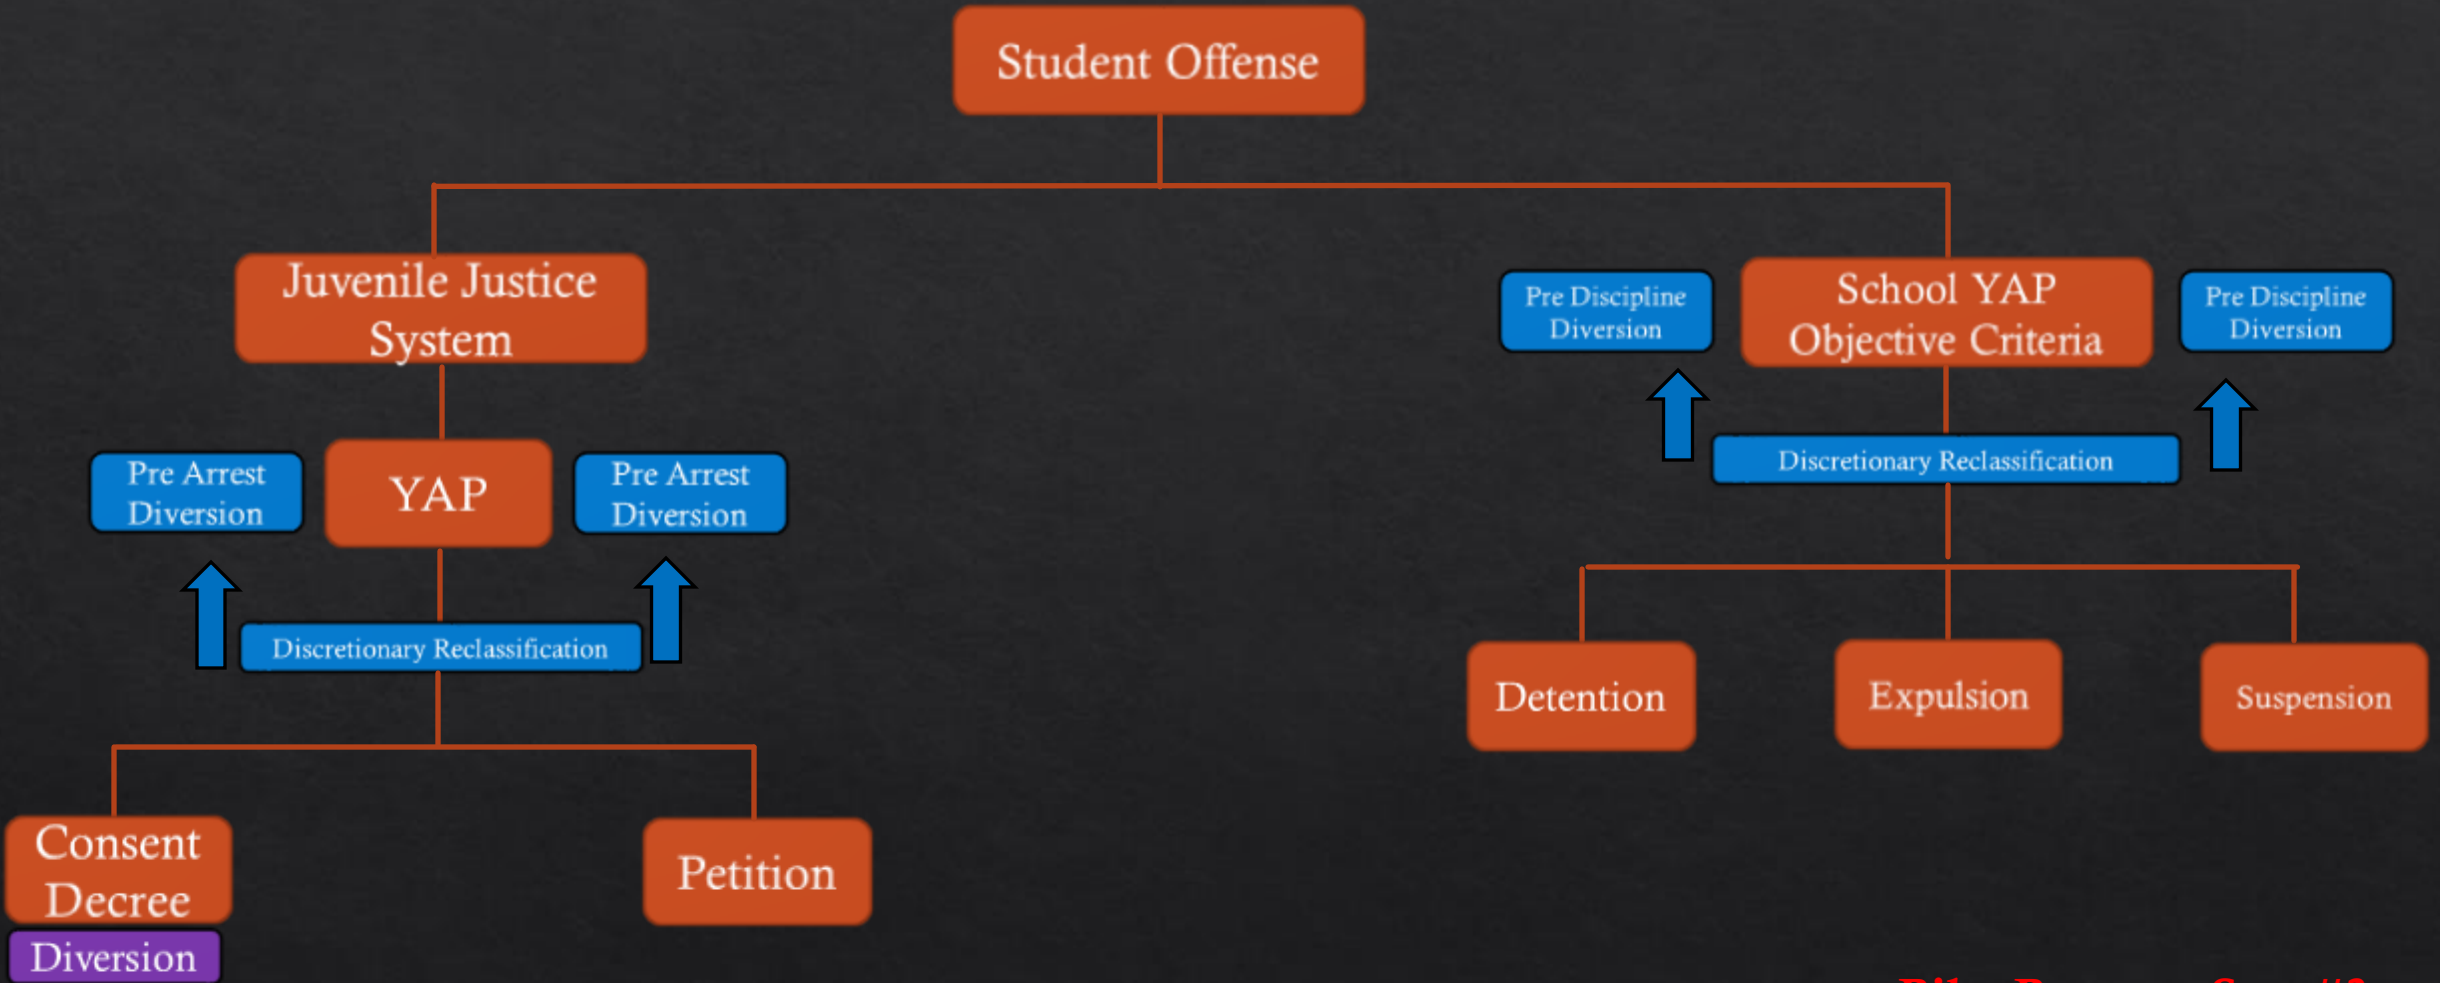 Student Offense
Juvenile Justice
System
Pre Discipline
Diversion
School YAP
Objective Criteria
Pre Discipline
Diversion
Pre Arrest
Diversion
YAP
Pre Arrest
Diversion
Discretionary Reclassification
Discretionary Reclassification
Detention
Expulsion
Suspension
Consent
Decree
Petition
Diversion